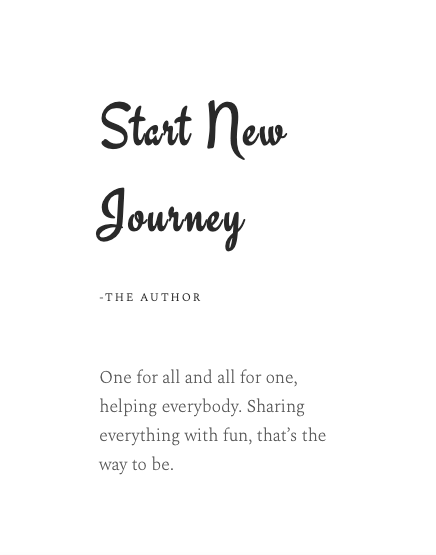 Start New
Journey
-THE AUTHOR
One for all and all for one,
helping everybody. Sharing
everything with fun, that’s the
way to be.